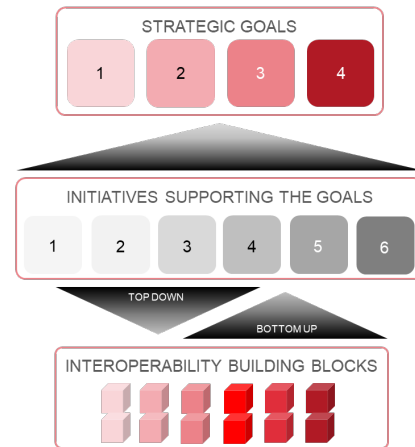 STRATEGIC GOALS
1 2 3 4
INITIATIVES SUPPORTING THE GOALS
1 2 3 4 5 6
TOP DOWN
BOTTOM UP
INTEROPERABILITY BUILDING BLOCKS